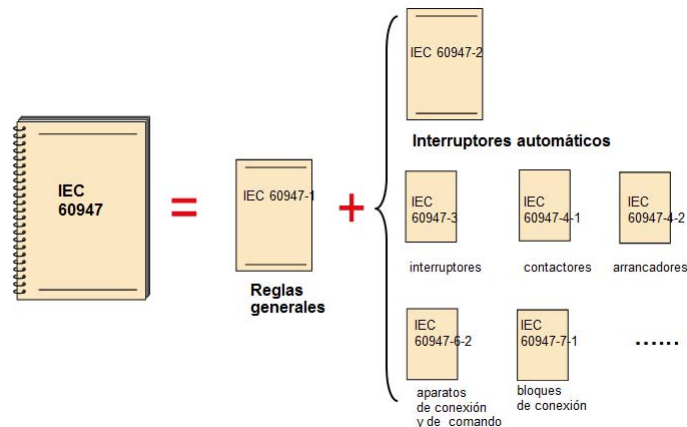 IEC
60947
=
IEC 60947-1
Reglas
generales
+
IEC 60947-2
Interruptores automáticos
IEC
60947-3
interruptores
IEC
60947-4-1
contactores
IEC
60947-4-2
arrancadores
IEC
60947-6-2
aparatos
de conexión
y de comando
IEC
60947-7-1
bloques
de conexión
......